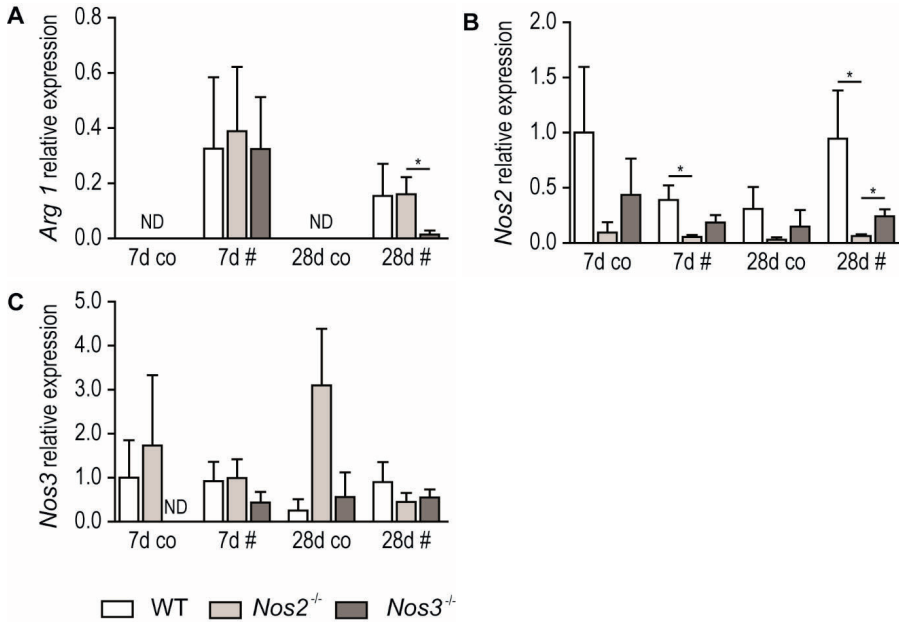 A
Arg 1 relative expression
0.8
0.6
0.4
0.2
0.0
ND
ND
*
7d co 7d # 28d co 28d #
B
Nos2 relative expression
2.0
1.5
1.0
0.5
0.0
*
*
*
7d co 7d # 28d co 28d #
C
Nos3 relative expression
5.0
4.0
3.0
2.0
1.0
0.0
ND
7d co 7d # 28d co 28d #
WT Nos2-/- Nos3-/-